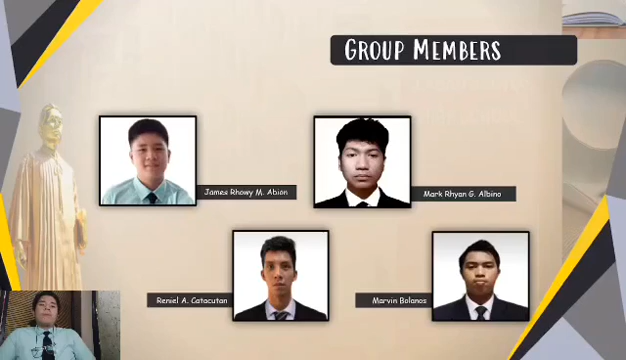 GROUP MEMBERS
James Rhowy M. Abion
Mark Rhyan G. Albino
Reniel A. Catacutan
Marvin Bolanos